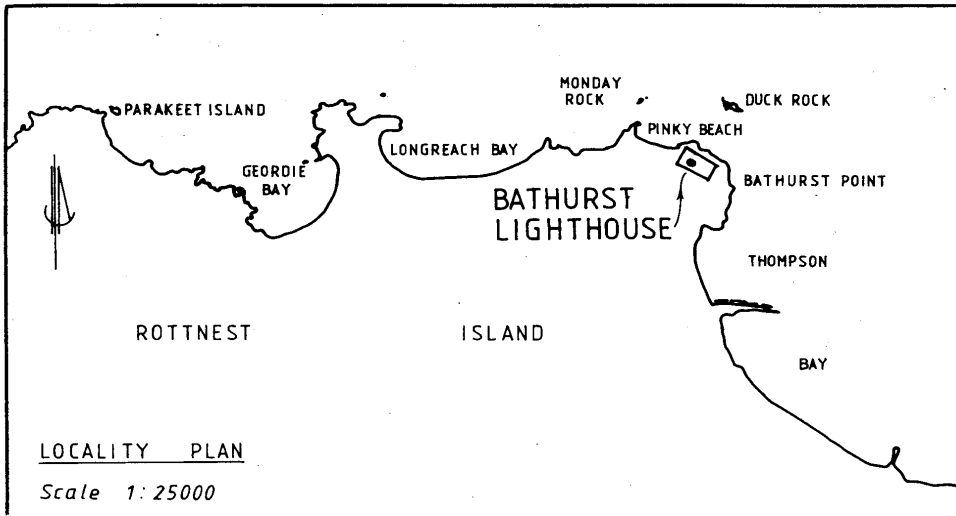 MONDAY
ROCK
PARAKEET ISLAND
DUCK ROCK
PINKY BEACH
LONGREACH BAY
GEORDIE
BAY
BATHURST POINT
BATHURST
LIGHTHOUSE
THOMPSON
ROTTNEST ISLAND
BAY
LOCALITY PLAN
Scale 1:25000